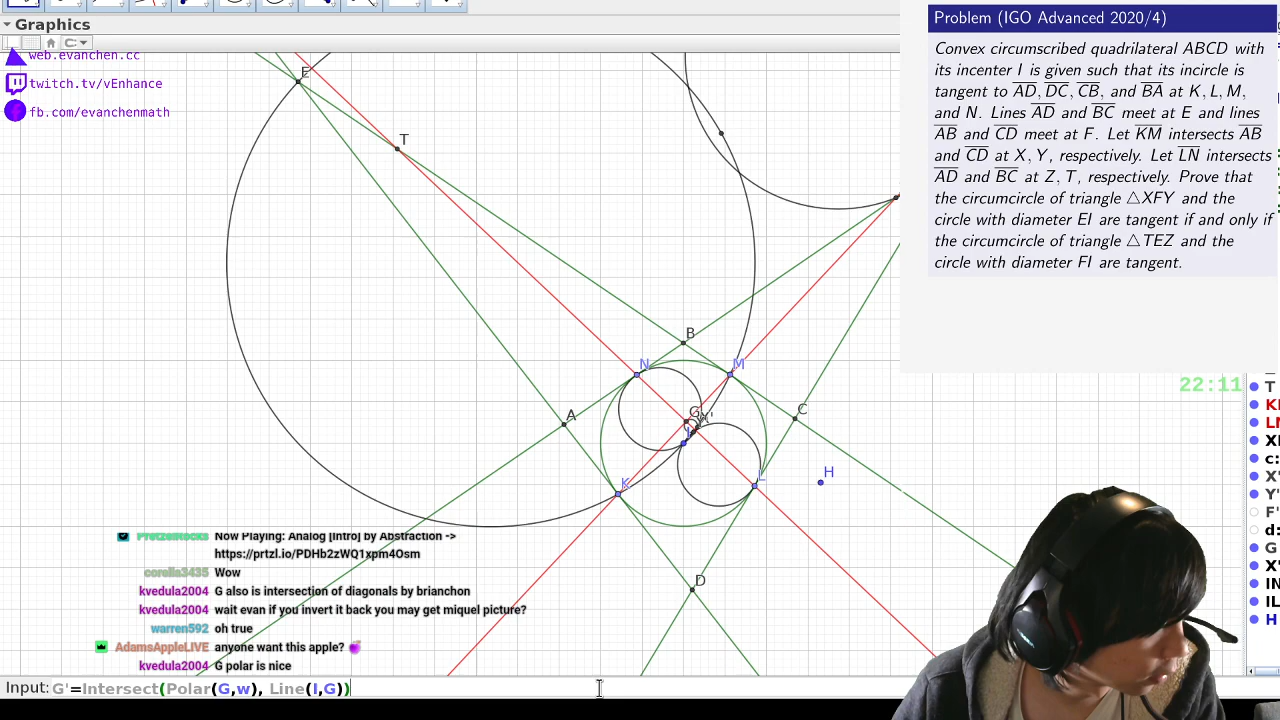 Graphics
web.evanchen.cc
twitch.tv/vEnhance
fb.com/evanchenmath
Problem (IGO Advanced 2020/4)
Convex circumscribed quadrilateral ABCD with
its incenter I is given such that its incircle is
tangent to AD, DC, CB, and BA at K, L, M,
and N. Lines AD and BC meet at E and lines
AB and CD meet at F. Let KM intersects AB
and CD at X, Y, respectively. Let LN intersects
AD and BC at Z, T, respectively. Prove that
the circumcircle of triangle △XFY and the
circle with diameter EI are tangent if and only if
the circumcircle of triangle △TEZ and the
circle with diameter FI are tangent.
E
T
B
N
M
A
G
X'
C
K
L
H
D
22:11
T
G
H
PretzelRocks Now Playing: Analog [Intro] by Abstraction ->
https://prtzl.io/PDHb2zWQ1xpm4Osm
corella3435 Wow
kvedula2004 G also is intersection of diagonals by brianchon
kvedula2004 wait evan if you invert it back you may get miquel picture?
warren592 oh true
AdamsAppleLIVE anyone want this apple?
kvedula2004 G polar is nice
Input: G'=Intersect(Polar(G,w), Line(I,G))